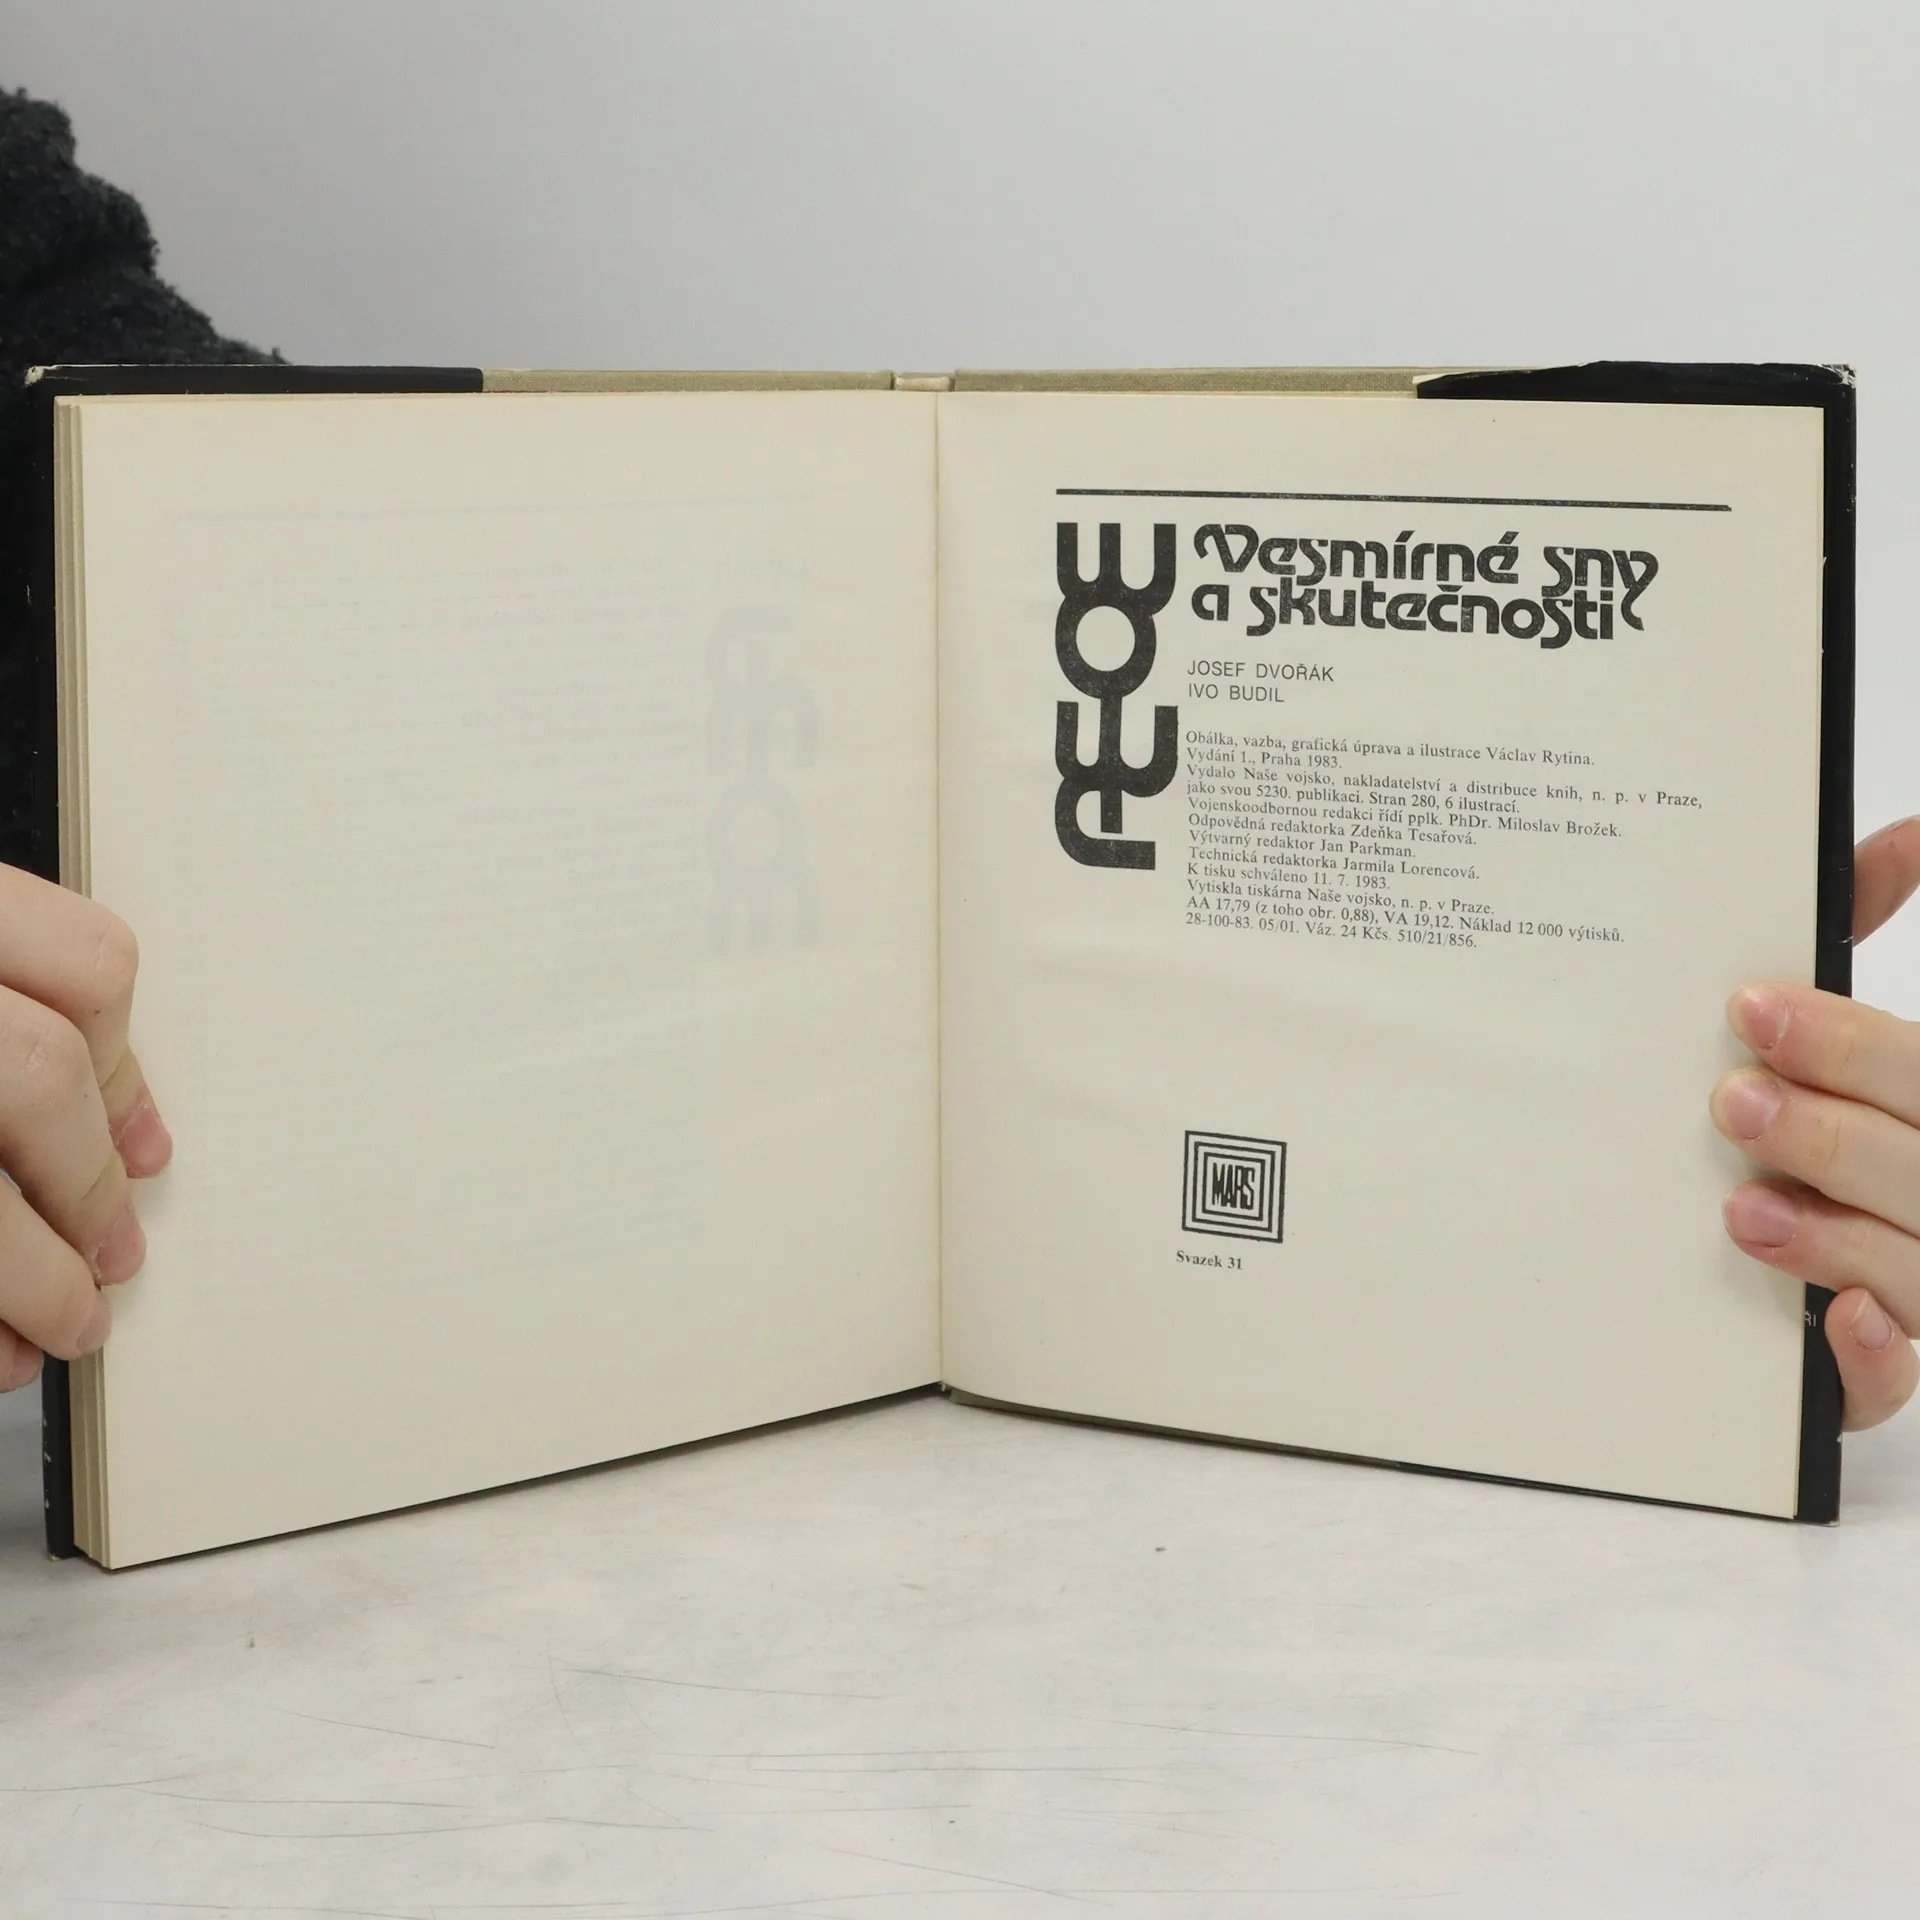 Vesmírné sny
a skutečnosti
JOSEF DVOŘÁK
IVO BUDIL
Obálka, vazba, grafická úprava a ilustrace Václav Rytina.
Vydání 1., Praha 1983.
Vydalo Naše vojsko, nakladatelství a distribuce knih, n. p. v Praze,
jako svou 5230. publikaci. Stran 280, 6 ilustrací.
Vojenskoodbornou redakci řídí pplk. PhDr. Miloslav Brožek.
Odpovědná redaktorka Zdeňka Tesařová.
Výtvarný redaktor Jan Parkman.
Technická redaktorka Jarmila Lorencová.
K tisku schváleno 11. 7. 1983.
Vytiskla tiskárna Naše vojsko, n. p. v Praze.
AA 17,79 (z toho obr. 0,88), VA 19,12. Náklad 12 000 výtisků.
28-100-83. 05/01. Váz. 24 Kčs. 510/21/856.
MARS
Svazek 31
ŘI